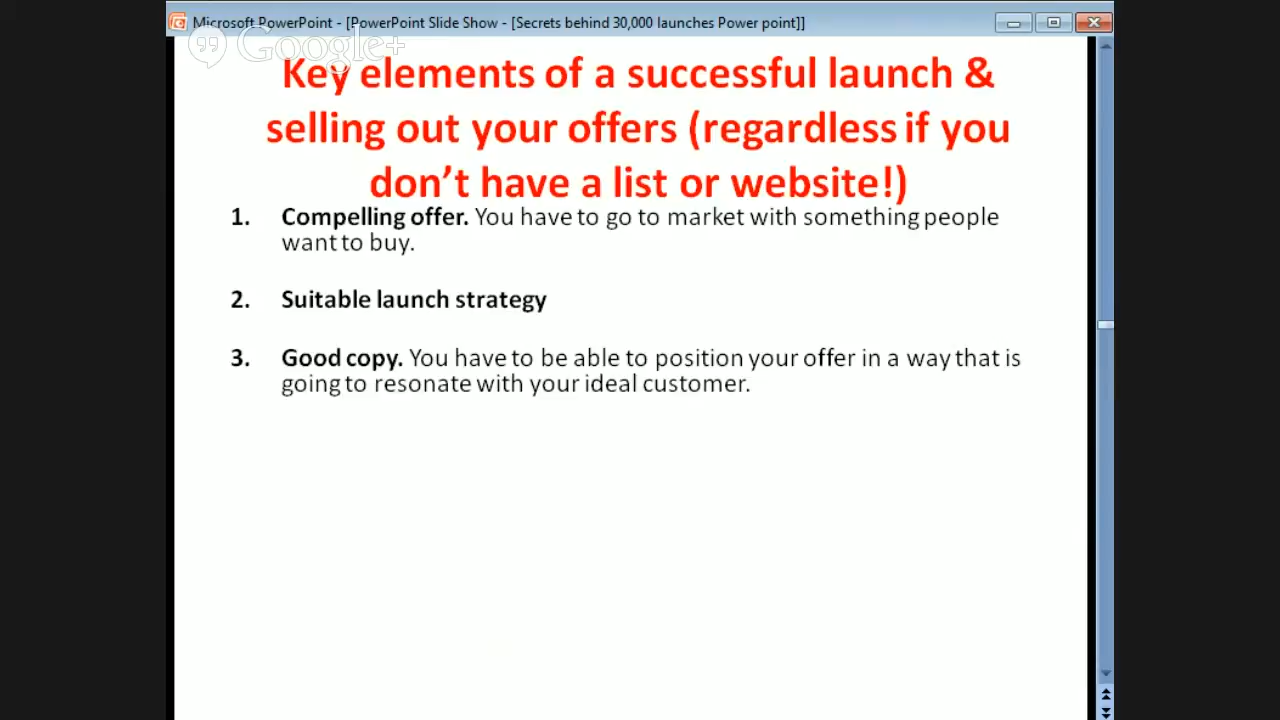 Microsoft PowerPoint - [PowerPoint Slide Show - [Secrets behind 30,000 launches Power point]]
Google+
Key elements of a successful launch &
selling out your offers (regardless if you
don't have a list or website!)
1. Compelling offer. You have to go to market with something people
want to buy.
2. Suitable launch strategy
3. Good copy. You have to be able to position your offer in a way that is
going to resonate with your ideal customer.